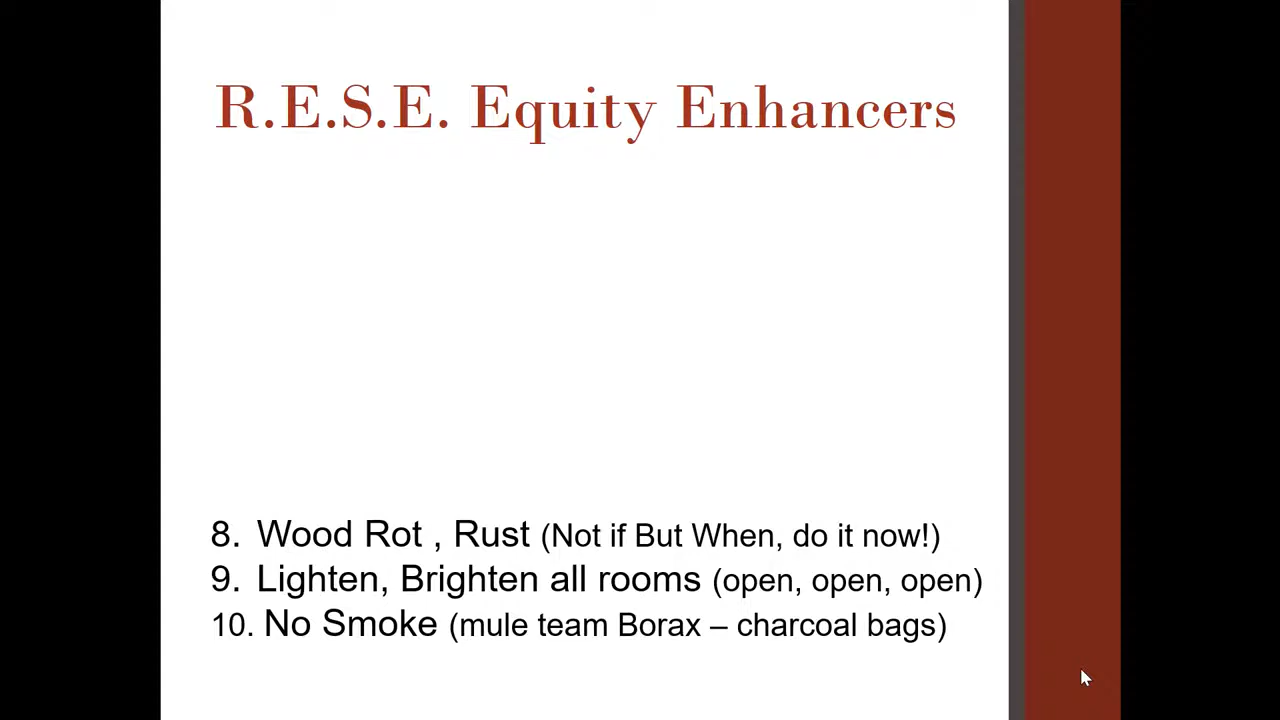 R.E.S.E. Equity Enhancers
8. Wood Rot , Rust (Not if But When, do it now!)
9. Lighten, Brighten all rooms (open, open, open)
10. No Smoke (mule team Borax – charcoal bags)